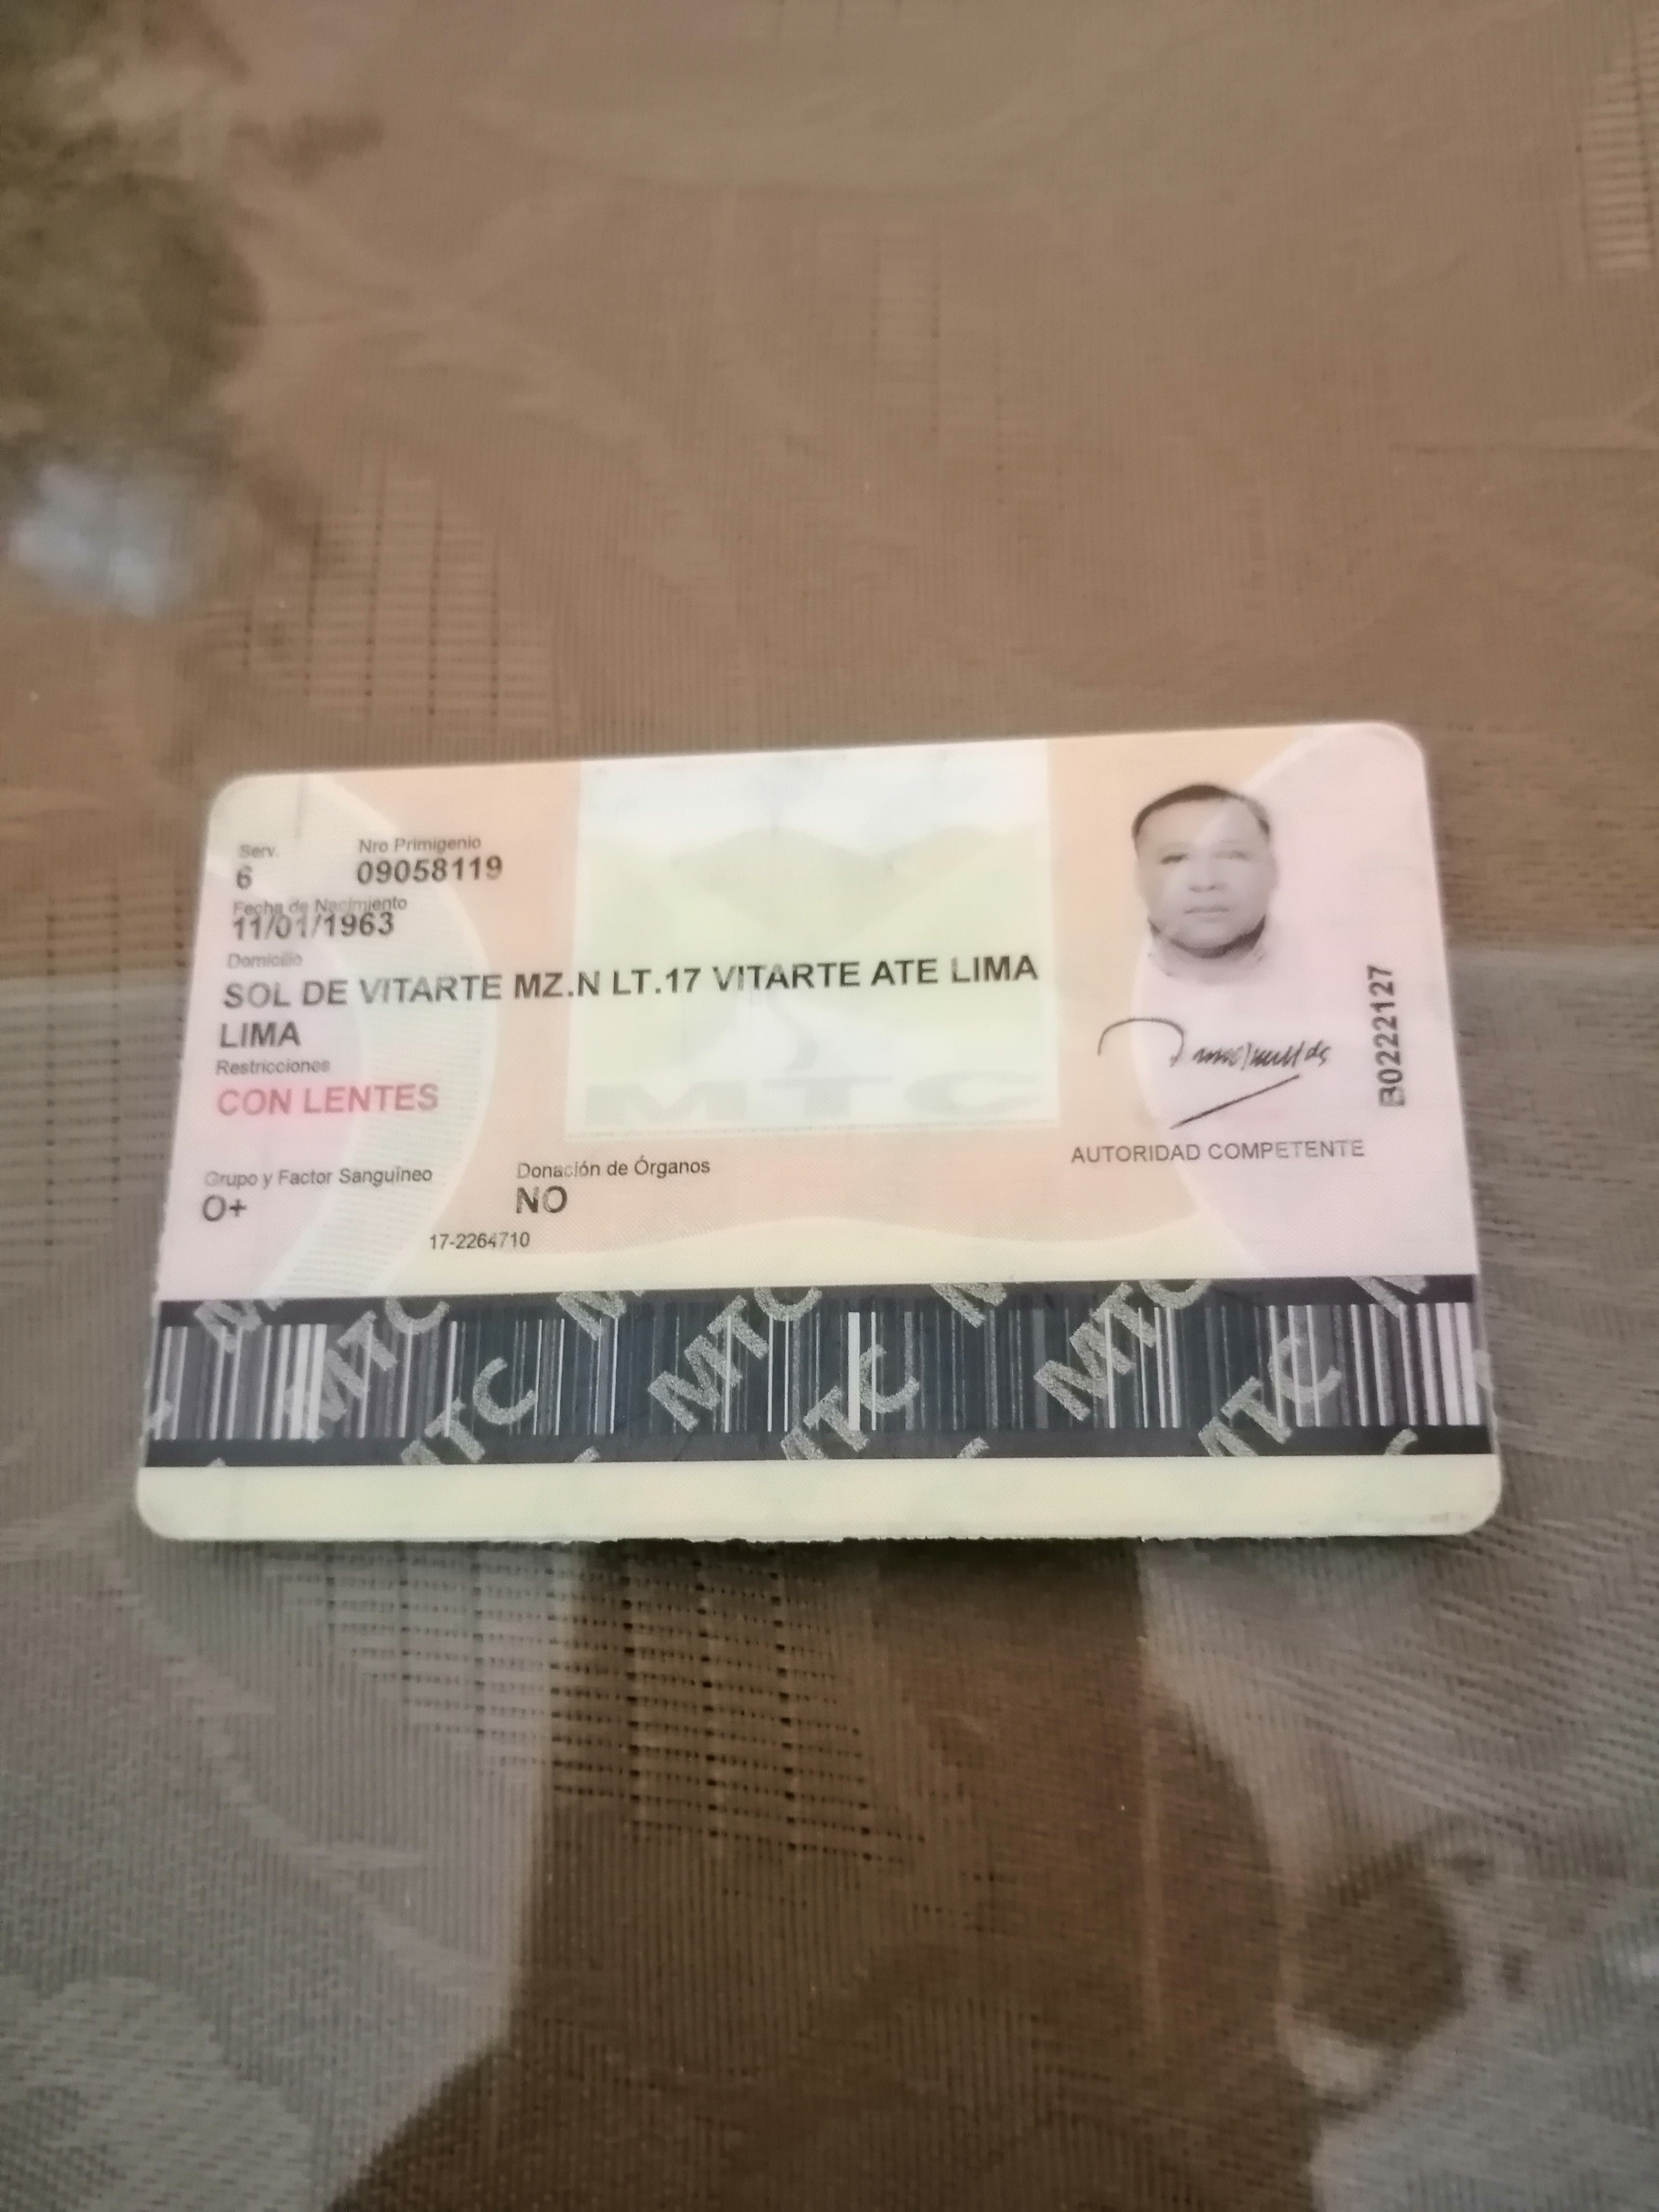 Serv. Nro Primigenio
6 09058119
Fecha de Nacimiento
11/01/1963
Domicilio
SOL DE VITARTE MZ.N LT.17 VITARTE ATE LIMA
LIMA
Restricciones
CON LENTES
Grupo y Factor Sanguíneo Donación de Órganos
O+ NO
17-2264710
MTC
AUTORIDAD COMPETENTE
B0222127
MTC MTC MTC
MTC MTC MTC